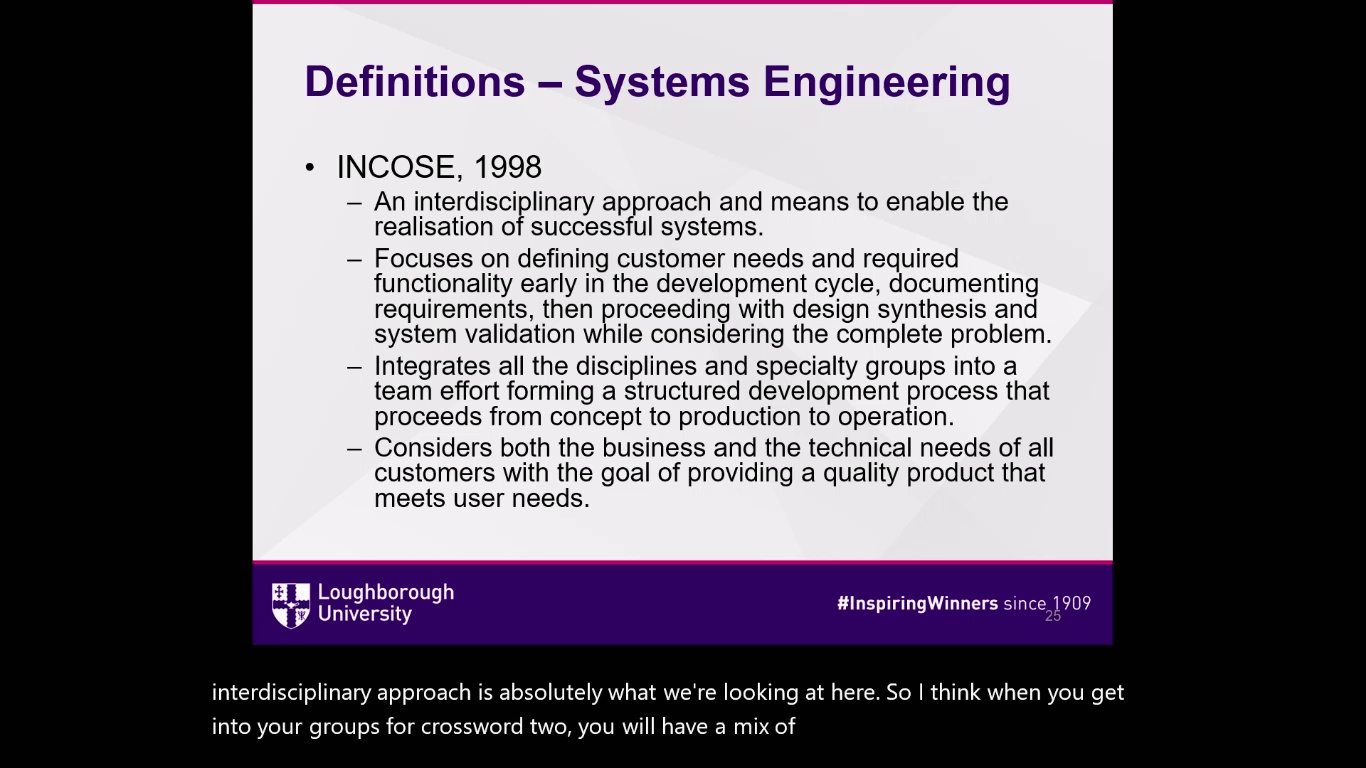 Definitions – Systems Engineering
• INCOSE, 1998
– An interdisciplinary approach and means to enable the
realisation of successful systems.
– Focuses on defining customer needs and required
functionality early in the development cycle, documenting
requirements, then proceeding with design synthesis and
system validation while considering the complete problem.
– Integrates all the disciplines and specialty groups into a
team effort forming a structured development process that
proceeds from concept to production to operation.
– Considers both the business and the technical needs of all
customers with the goal of providing a quality product that
meets user needs.
Loughborough
University
#InspiringWinners since 1909
25
interdisciplinary approach is absolutely what we're looking at here. So I think when you get
into your groups for crossword two, you will have a mix of